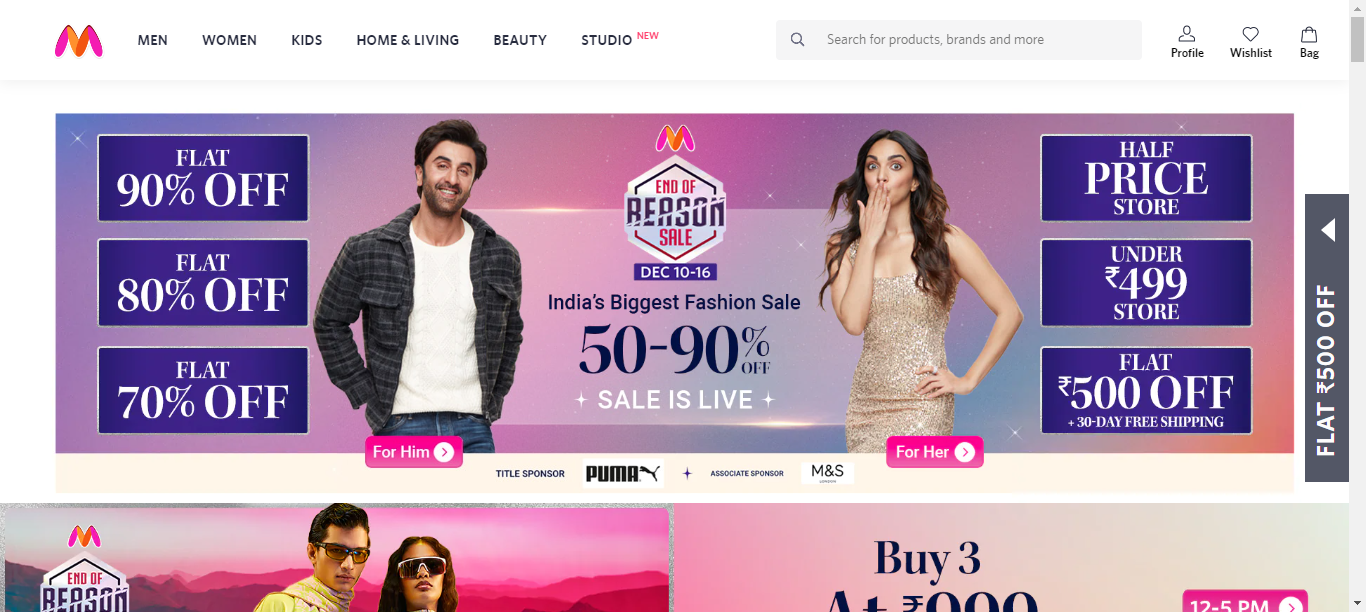 MEN
WOMEN
KIDS
HOME & LIVING
BEAUTY
STUDIO NEW
Search for products, brands and more
Profile
Wishlist
Bag
FLAT
90% OFF
FLAT
80% OFF
FLAT
70% OFF
END OF
REASON
SALE
DEC 10-16
India's Biggest Fashion Sale
50-90% OFF
SALE IS LIVE
HALF
PRICE
STORE
UNDER
₹499
STORE
FLAT
₹500 OFF
+ 30-DAY FREE SHIPPING
FLAT ₹500 OFF
For Him
For Her
TITLE SPONSOR
PUMA
ASSOCIATE SPONSOR
M&S
LONDON
END OF
REASON
Buy 3
At ₹999
12-5 PM